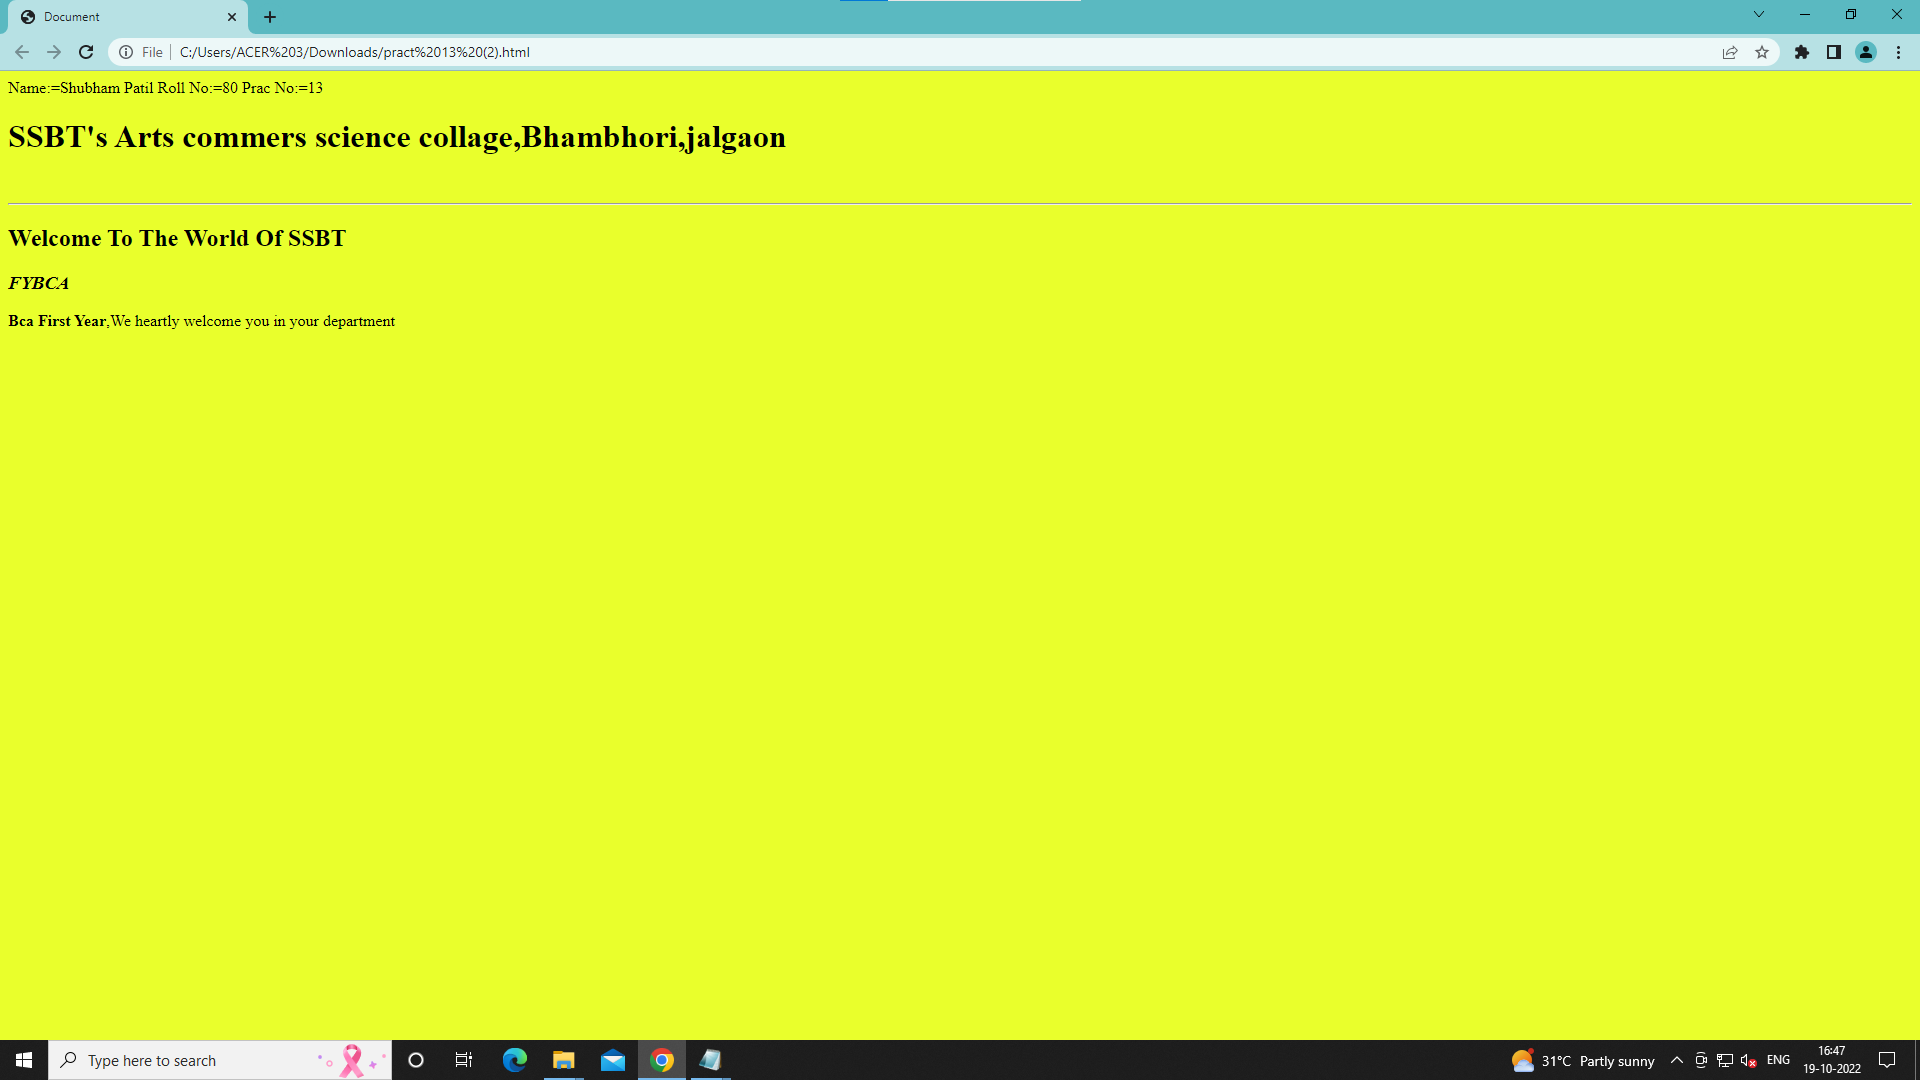 Document
File
C:/Users/ACER%203/Downloads/pract%2013%20(2).html
Name:=Shubham Patil Roll No:=80 Prac No:=13
SSBT's Arts commers science collage,Bhambhori,jalgaon
Welcome To The World Of SSBT
FYBCA
Bca First Year,We heartly welcome you in your department
Type here to search
31°C Partly sunny
ENG
16:47
19-10-2022